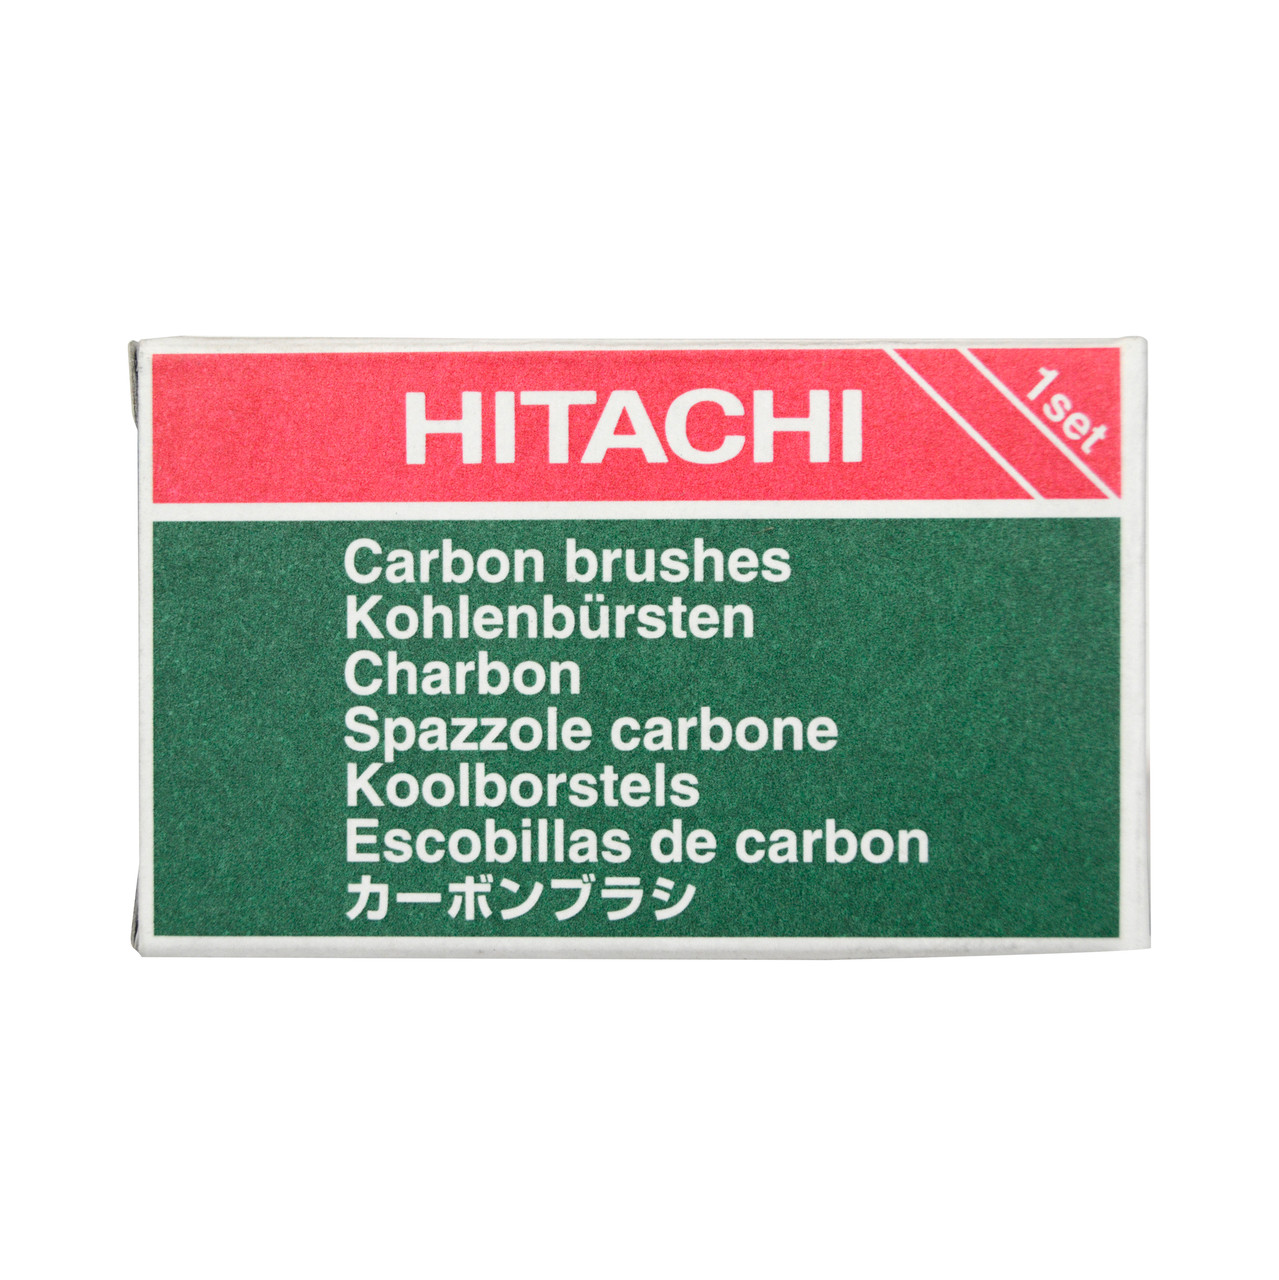 HITACHI
1set
Carbon brushes
Kohlenbürsten
Charbon
Spazzole carbone
Koolborstels
Escobillas de carbon
カーボンブラシ